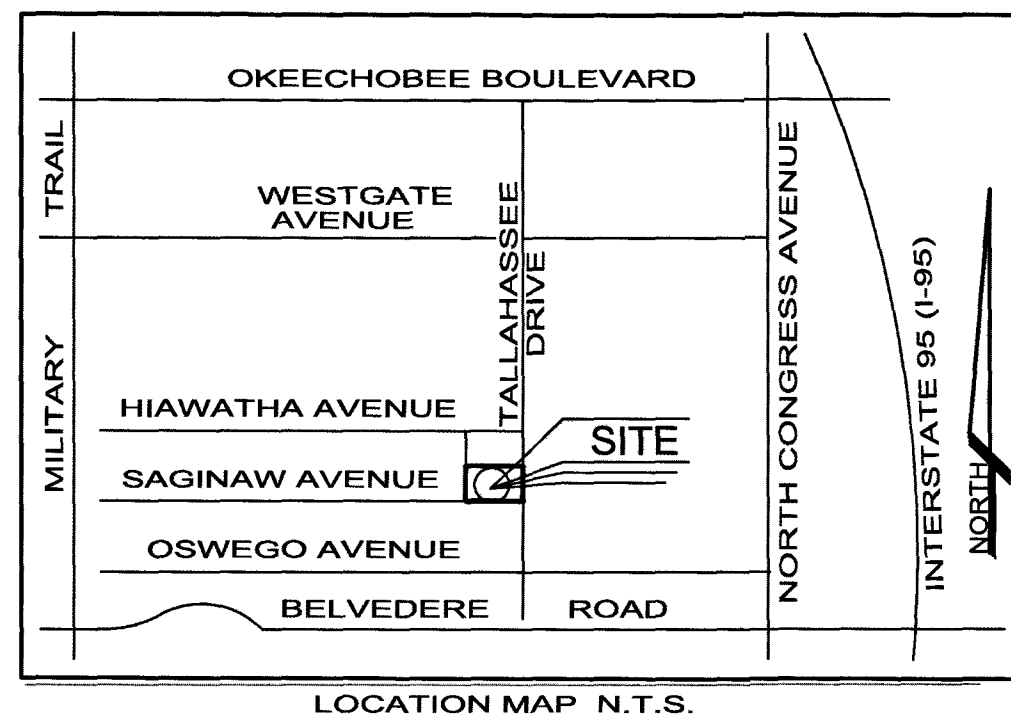 OKEECHOBEE BOULEVARD
TRAIL
WESTGATE
AVENUE
TALLAHASSEE
DRIVE
NORTH CONGRESS AVENUE
INTERSTATE 95 (I-95)
NORTH
MILITARY
HIAWATHA AVENUE
SITE
SAGINAW AVENUE
OSWEGO AVENUE
BELVEDERE ROAD
LOCATION MAP N.T.S.